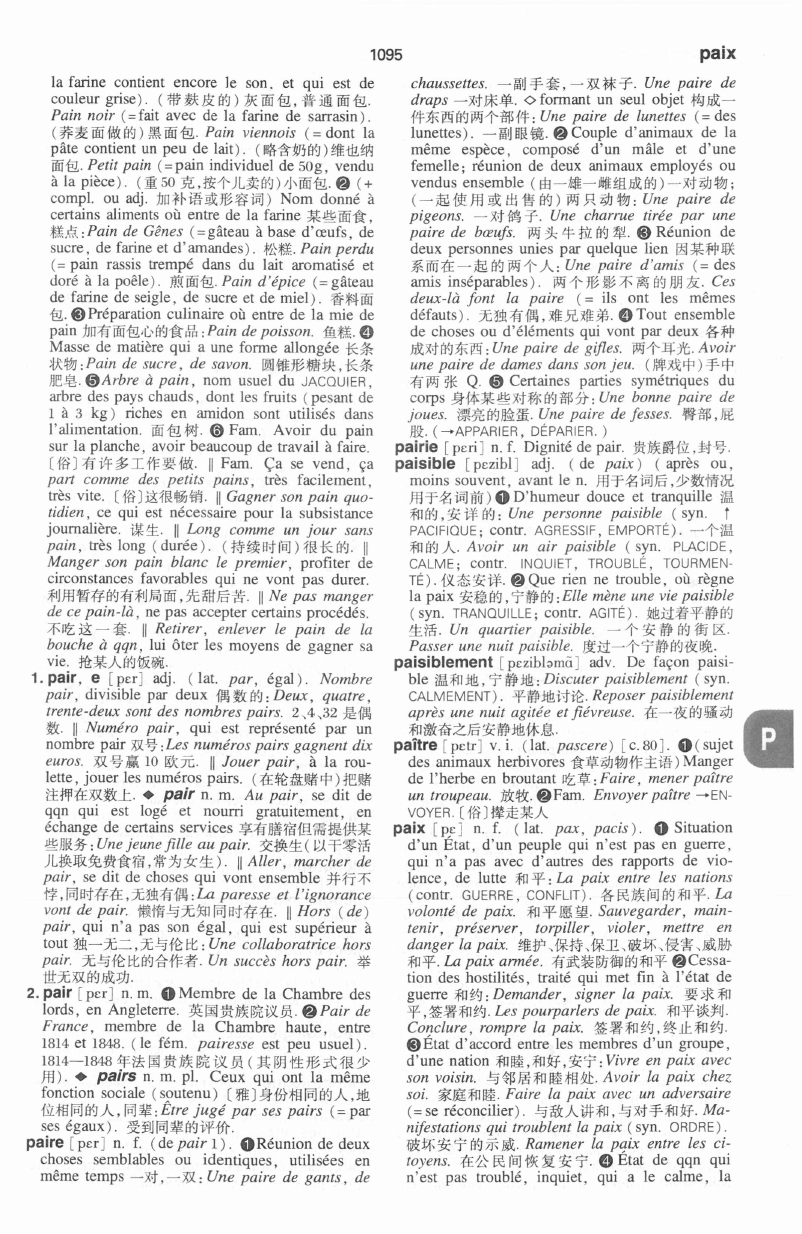 1095
paix
la farine contient encore le son, et qui est de
couleur grise). (带麸皮的)灰面包,普通面包.
Pain noir (=fait avec de la farine de sarrasin).
(荞麦面做的)黑面包. Pain viennois (=dont la
pâte contient un peu de lait). (略含奶的)维也纳
面包. Petit pain (=pain individuel de 50g, vendu
à la pièce). (重50克,按个儿卖的)小面包. ❷ (+
compl. ou adj. 加补语或形容词) Nom donné à
certains aliments où entre de la farine 某些面食,
糕点:Pain de Gênes (=gâteau à base d'œufs, de
sucre, de farine et d'amandes). 松糕. Pain perdu
(= pain rassis trempé dans du lait aromatisé et
doré à la poêle). 煎面包. Pain d'épice (=gâteau
de farine de seigle, de sucre et de miel). 香料面
包. ❸Préparation culinaire où entre de la mie de
pain 加有面包心的食品:Pain de poisson. 鱼糕. ❹
Masse de matière qui a une forme allongée 长条
状物:Pain de sucre, de savon. 圆锥形糖块,长条
肥皂. ❺Arbre à pain, nom usuel du JACQUIER,
arbre des pays chauds, dont les fruits (pesant de
1 à 3 kg) riches en amidon sont utilisés dans
l'alimentation. 面包树. ❻ Fam. Avoir du pain
sur la planche, avoir beaucoup de travail à faire.
〔俗〕有许多工作要做. ‖ Fam. Ça se vend, ça
part comme des petits pains, très facilement,
très vite. 〔俗〕这很畅销. ‖ Gagner son pain quo-
tidien, ce qui est nécessaire pour la subsistance
journalière. 谋生. ‖ Long comme un jour sans
pain, très long (durée). (持续时间)很长的. ‖
Manger son pain blanc le premier, profiter de
circonstances favorables qui ne vont pas durer.
利用暂存的有利局面,先甜后苦. ‖ Ne pas manger
de ce pain-là, ne pas accepter certains procédés.
不吃这一套. ‖ Retirer, enlever le pain de la
bouche à qqn, lui ôter les moyens de gagner sa
vie. 抢某人的饭碗.
1. pair, e [pɛr] adj. (lat. par, égal). Nombre
pair, divisible par deux 偶数的:Deux, quatre,
trente-deux sont des nombres pairs. 2、4、32是偶
数. ‖ Numéro pair, qui est représenté par un
nombre pair 双号:Les numéros pairs gagnent dix
euros. 双号赢10欧元. ‖ Jouer pair, à la rou-
lette, jouer les numéros pairs. (在轮盘赌中)把赌
注押在双数上. ◆ pair n. m. Au pair, se dit de
qqn qui est logé et nourri gratuitement, en
échange de certains services 享有膳宿但需提供某
些服务:Une jeune fille au pair. 交换生(以干零活
儿换取免费食宿,常为女生). ‖ Aller, marcher de
pair, se dit de choses qui vont ensemble 并行不
悖,同时存在,无独有偶:La paresse et l'ignorance
vont de pair. 懒惰与无知同时存在. ‖ Hors (de)
pair, qui n'a pas son égal, qui est supérieur à
tout 独一无二,无与伦比:Une collaboratrice hors
pair. 无与伦比的合作者. Un succès hors pair. 举
世无双的成功.
2. pair [pɛr] n. m. ❶Membre de la Chambre des
lords, en Angleterre. 英国贵族院议员. ❷Pair de
France, membre de la Chambre haute, entre
1814 et 1848. (le fém. pairesse est peu usuel).
1814—1848年法国贵族院议员(其阴性形式很少
用). ◆ pairs n. m. pl. Ceux qui ont la même
fonction sociale (soutenu)〔雅〕身份相同的人,地
位相同的人,同辈:Être jugé par ses pairs (=par
ses égaux). 受到同辈的评价.
paire [pɛr] n. f. (de pair 1). ❶Réunion de deux
choses semblables ou identiques, utilisées en
même temps 一对,一双:Une paire de gants, de
chaussettes. 一副手套,一双袜子. Une paire de
draps 一对床单. ◇formant un seul objet 构成一
件东西的两个部件:Une paire de lunettes (=des
lunettes). 一副眼镜. ❷Couple d'animaux de la
même espèce, composé d'un mâle et d'une
femelle; réunion de deux animaux employés ou
vendus ensemble (由一雄一雌组成的)一对动物;
(一起使用或出售的)两只动物:Une paire de
pigeons. 一对鸽子. Une charrue tirée par une
paire de bœufs. 两头牛拉的犁. ❸Réunion de
deux personnes unies par quelque lien 因某种联
系而在一起的两个人:Une paire d'amis (= des
amis inséparables). 两个形影不离的朋友. Ces
deux-là font la paire (= ils ont les mêmes
défauts). 无独有偶,难兄难弟. ❹Tout ensemble
de choses ou d'éléments qui vont par deux 各种
成对的东西:Une paire de gifles. 两个耳光. Avoir
une paire de dames dans son jeu. (牌戏中)手中
有两张Q. ❺ Certaines parties symétriques du
corps 身体某些对称的部分:Une bonne paire de
joues. 漂亮的脸蛋. Une paire de fesses. 臀部,屁
股. (→APPARIER, DÉPARIER.)
pairie [peri] n. f. Dignité de pair. 贵族爵位,封号.
paisible [pɛzibl] adj. (de paix) (après ou,
moins souvent, avant le n. 用于名词后,少数情况
用于名词前)❶D'humeur douce et tranquille 温
和的,安详的: Une personne paisible (syn. ↑
PACIFIQUE; contr. AGRESSIF, EMPORTÉ). 一个温
和的人. Avoir un air paisible (syn. PLACIDE,
CALME; contr. INQUIET, TROUBLÉ, TOURMEN-
TÉ). 仪态安详. ❷Que rien ne trouble, où règne
la paix 安稳的,宁静的:Elle mène une vie paisible
(syn. TRANQUILLE; contr. AGITÉ). 她过着平静的
生活. Un quartier paisible. 一个安静的街区.
Passer une nuit paisible. 度过一个宁静的夜晚.
paisiblement [pɛzibləmɑ̃] adv. De façon paisi-
ble 温和地,宁静地:Discuter paisiblement (syn.
CALMEMENT). 平静地讨论. Reposer paisiblement
après une nuit agitée et fiévreuse. 在一夜的骚动
和激奋之后安静地休息.
paître [pɛtr] v. i. (lat. pascere) [c.80]. ❶(sujet
des animaux herbivores 食草动物作主语) Manger
de l'herbe en broutant 吃草:Faire, mener paître
un troupeau. 放牧. ❷Fam. Envoyer paître →EN-
VOYER. 〔俗〕撵走某人
paix [pɛ] n. f. (lat. pax, pacis). ❶ Situation
d'un État, d'un peuple qui n'est pas en guerre,
qui n'a pas avec d'autres des rapports de vio-
lence, de lutte 和平:La paix entre les nations
(contr. GUERRE, CONFLIT). 各民族间的和平. La
volonté de paix. 和平愿望. Sauvegarder, main-
tenir, préserver, torpiller, violer, mettre en
danger la paix. 维护、保持、保卫、破坏、侵害、威胁
和平. La paix armée. 有武装防御的和平 ❷Cessa-
tion des hostilités, traité qui met fin à l'état de
guerre 和约:Demander, signer la paix. 要求和
平,签署和约. Les pourparlers de paix. 和平谈判.
Conclure, rompre la paix. 签署和约,终止和约.
❸État d'accord entre les membres d'un groupe,
d'une nation 和睦,和好,安宁:Vivre en paix avec
son voisin. 与邻居和睦相处. Avoir la paix chez
soi. 家庭和睦. Faire la paix avec un adversaire
(=se réconcilier). 与敌人讲和,与对手和好. Ma-
nifestations qui troublent la paix (syn. ORDRE).
破坏安宁的示威. Ramener la paix entre les ci-
toyens. 在公民间恢复安宁. ❹ État de qqn qui
n'est pas troublé, inquiet, qui a le calme, la
P